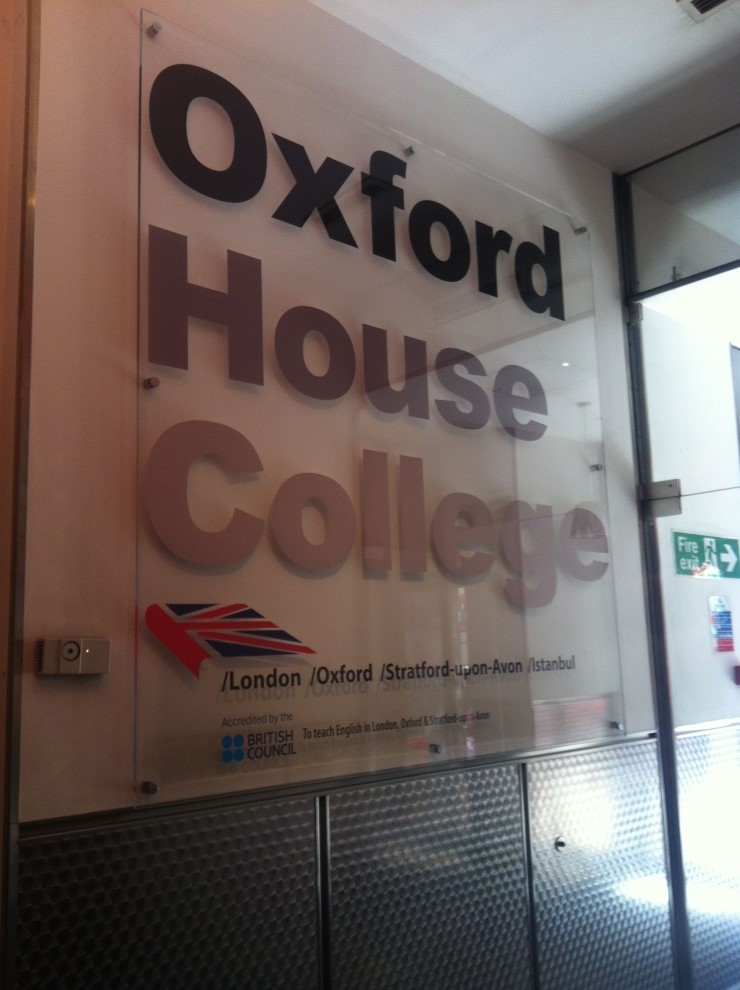 Oxford
House
College
/London /Oxford /Stratford-upon-Avon /Istanbul
Accredited by the
BRITISH
COUNCIL
To teach English in London, Oxford & Stratford-upon-Avon
Fire
exit